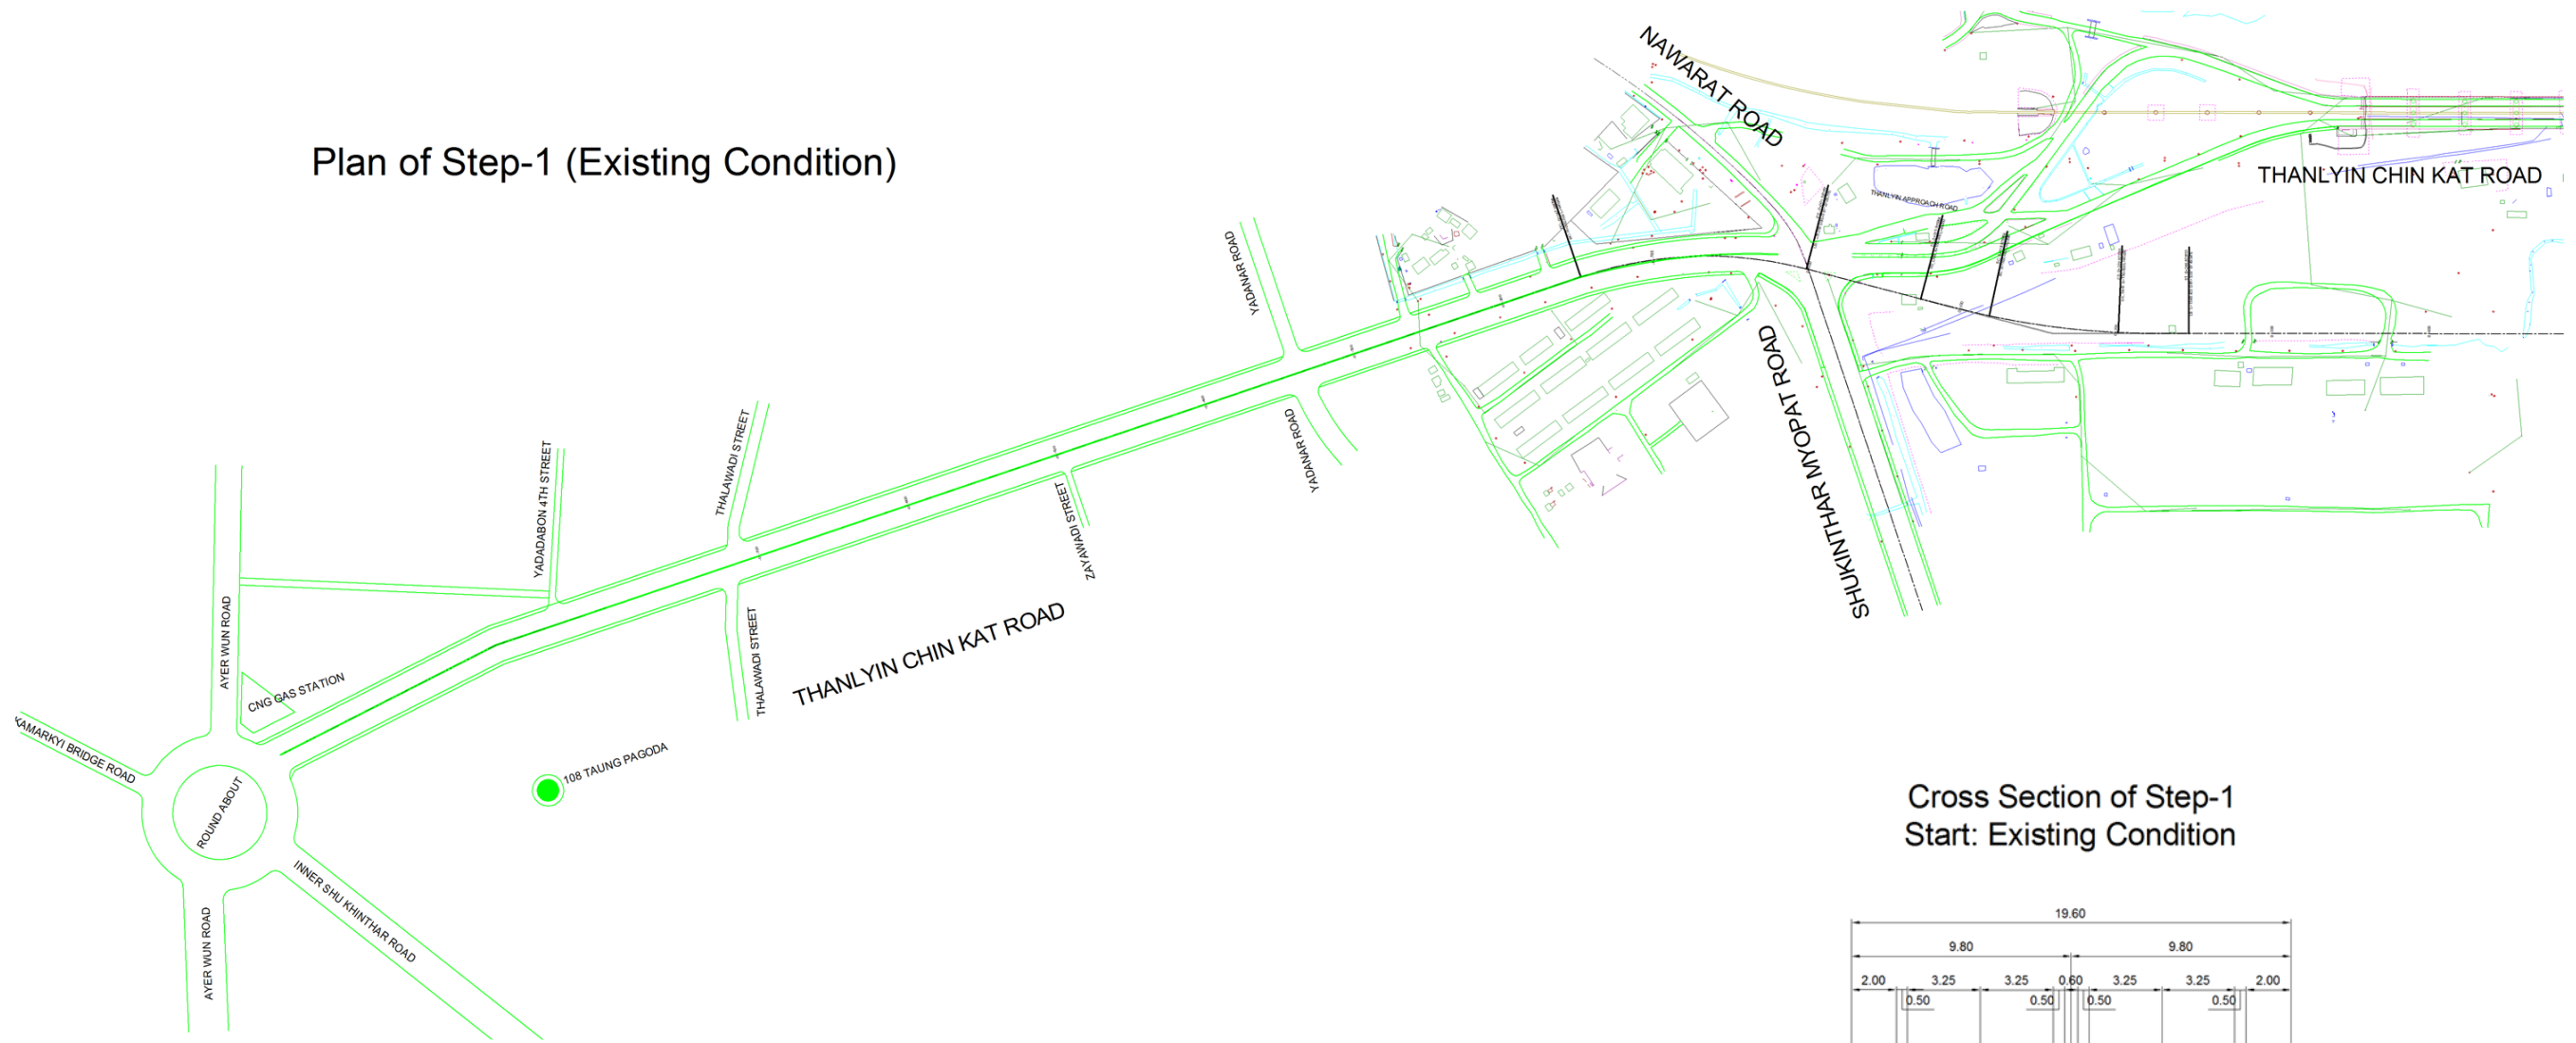 Plan of Step-1 (Existing Condition)
NAWARAT ROAD
THANLYIN CHIN KAT ROAD
THANLYIN APPROACH ROAD
YADANAR ROAD
YADANAR ROAD
SHUKINTHAR MYOPAT ROAD
THALAWADI STREET
YADADABON 4TH STREET
ZAYAWADI STREET
THALAWADI STREET
THANLYIN CHIN KAT ROAD
AYER WUN ROAD
CNG GAS STATION
KAMARKYI BRIDGE ROAD
108 TAUNG PAGODA
ROUND ABOUT
INNER SHU KHINTHAR ROAD
AYER WUN ROAD
Cross Section of Step-1
Start: Existing Condition
19.60
9.80 9.80
2.00 3.25 3.25 0.60 3.25 3.25 2.00
0.50 0.50 0.50 0.50